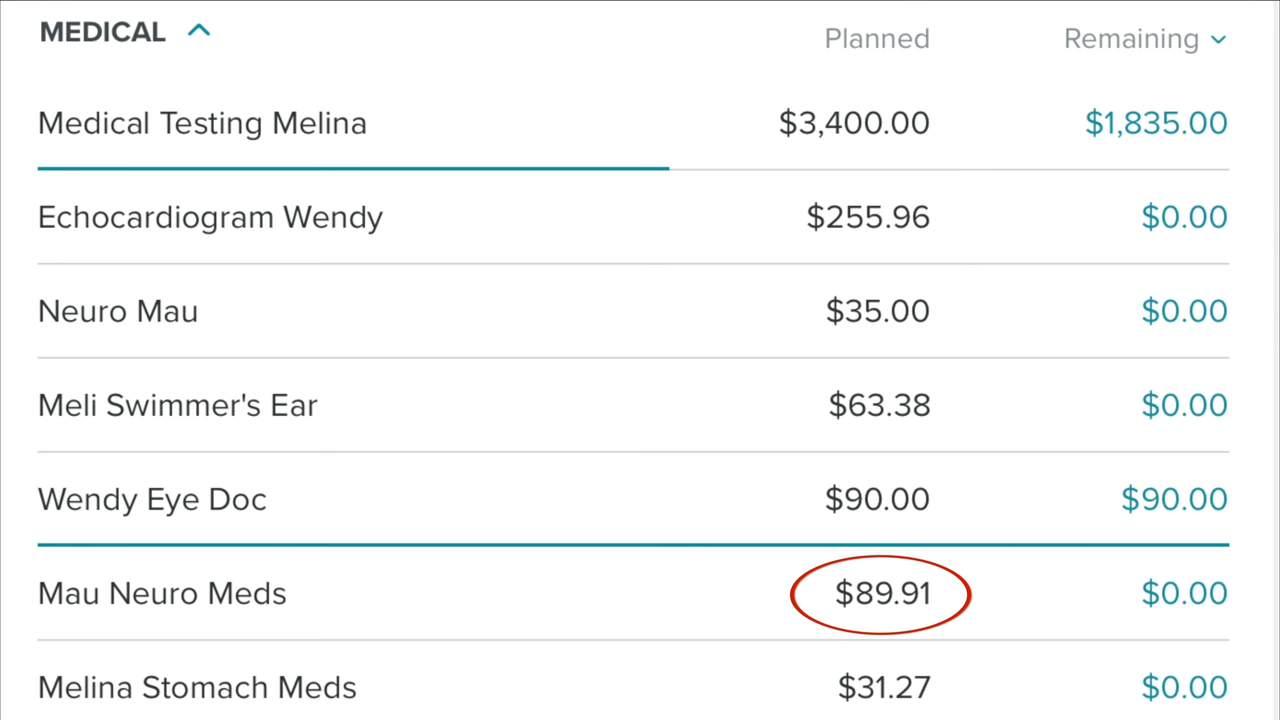 MEDICAL Planned Remaining
Medical Testing Melina $3,400.00 $1,835.00
Echocardiogram Wendy $255.96 $0.00
Neuro Mau $35.00 $0.00
Meli Swimmer's Ear $63.38 $0.00
Wendy Eye Doc $90.00 $90.00
Mau Neuro Meds $89.91 $0.00
Melina Stomach Meds $31.27 $0.00